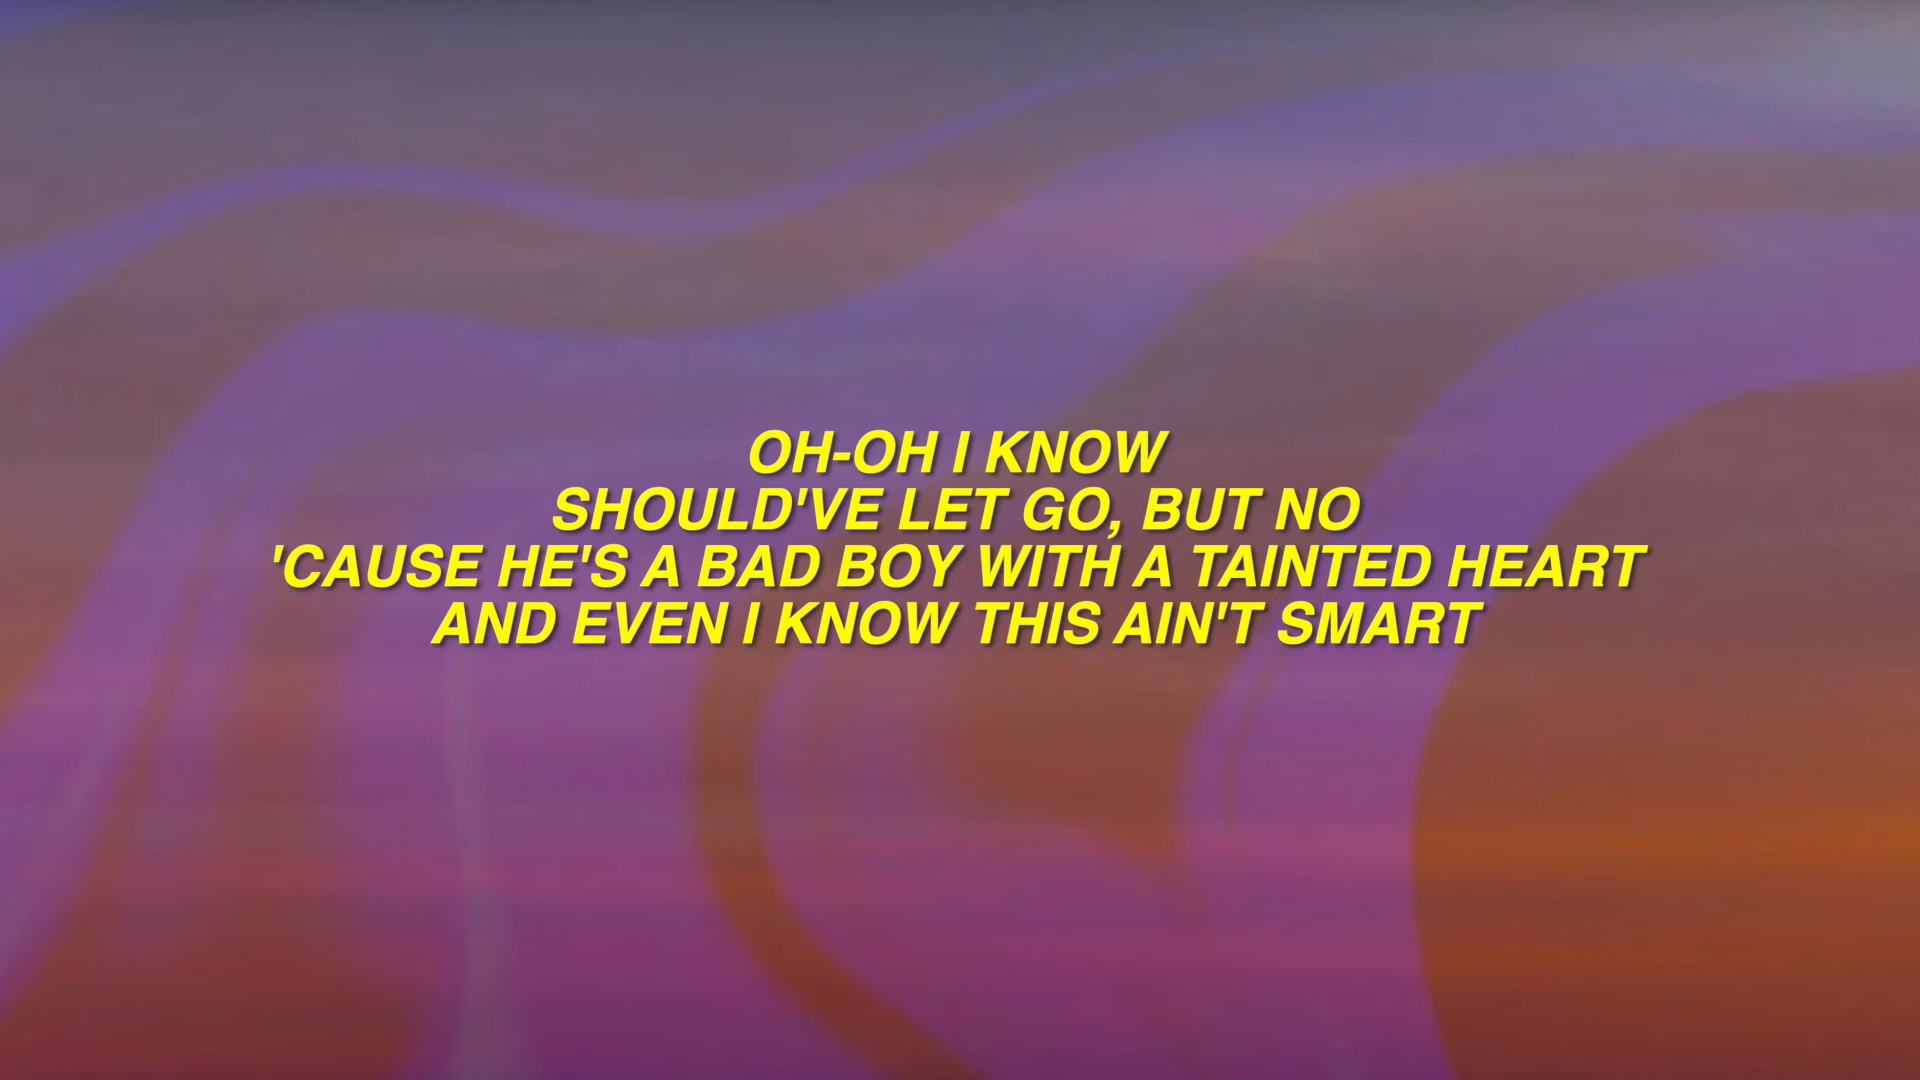 OH-OH I KNOW
SHOULD'VE LET GO, BUT NO
'CAUSE HE'S A BAD BOY WITH A TAINTED HEART
AND EVEN I KNOW THIS AIN'T SMART